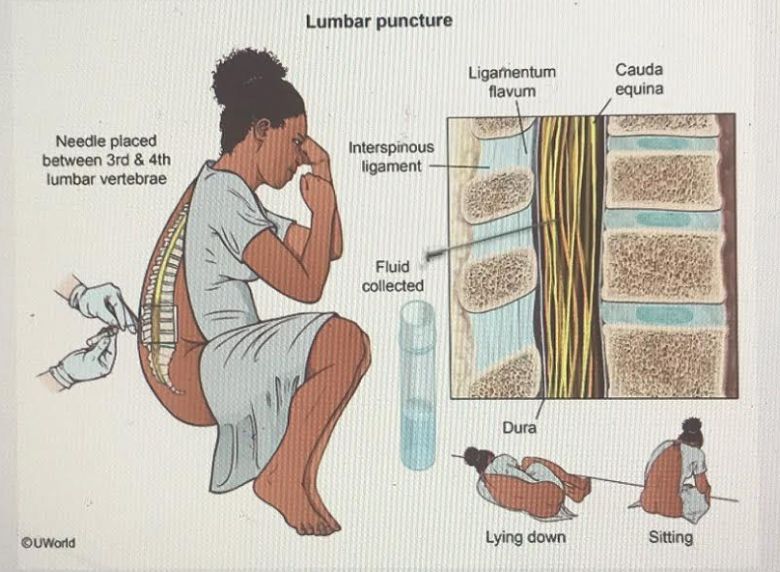 Lumbar puncture
Needle placed
between 3rd & 4th
lumbar vertebrae
Ligamentum
flavum
Cauda
equina
Interspinous
ligament
Fluid
collected
Dura
Lying down
Sitting
©UWorld